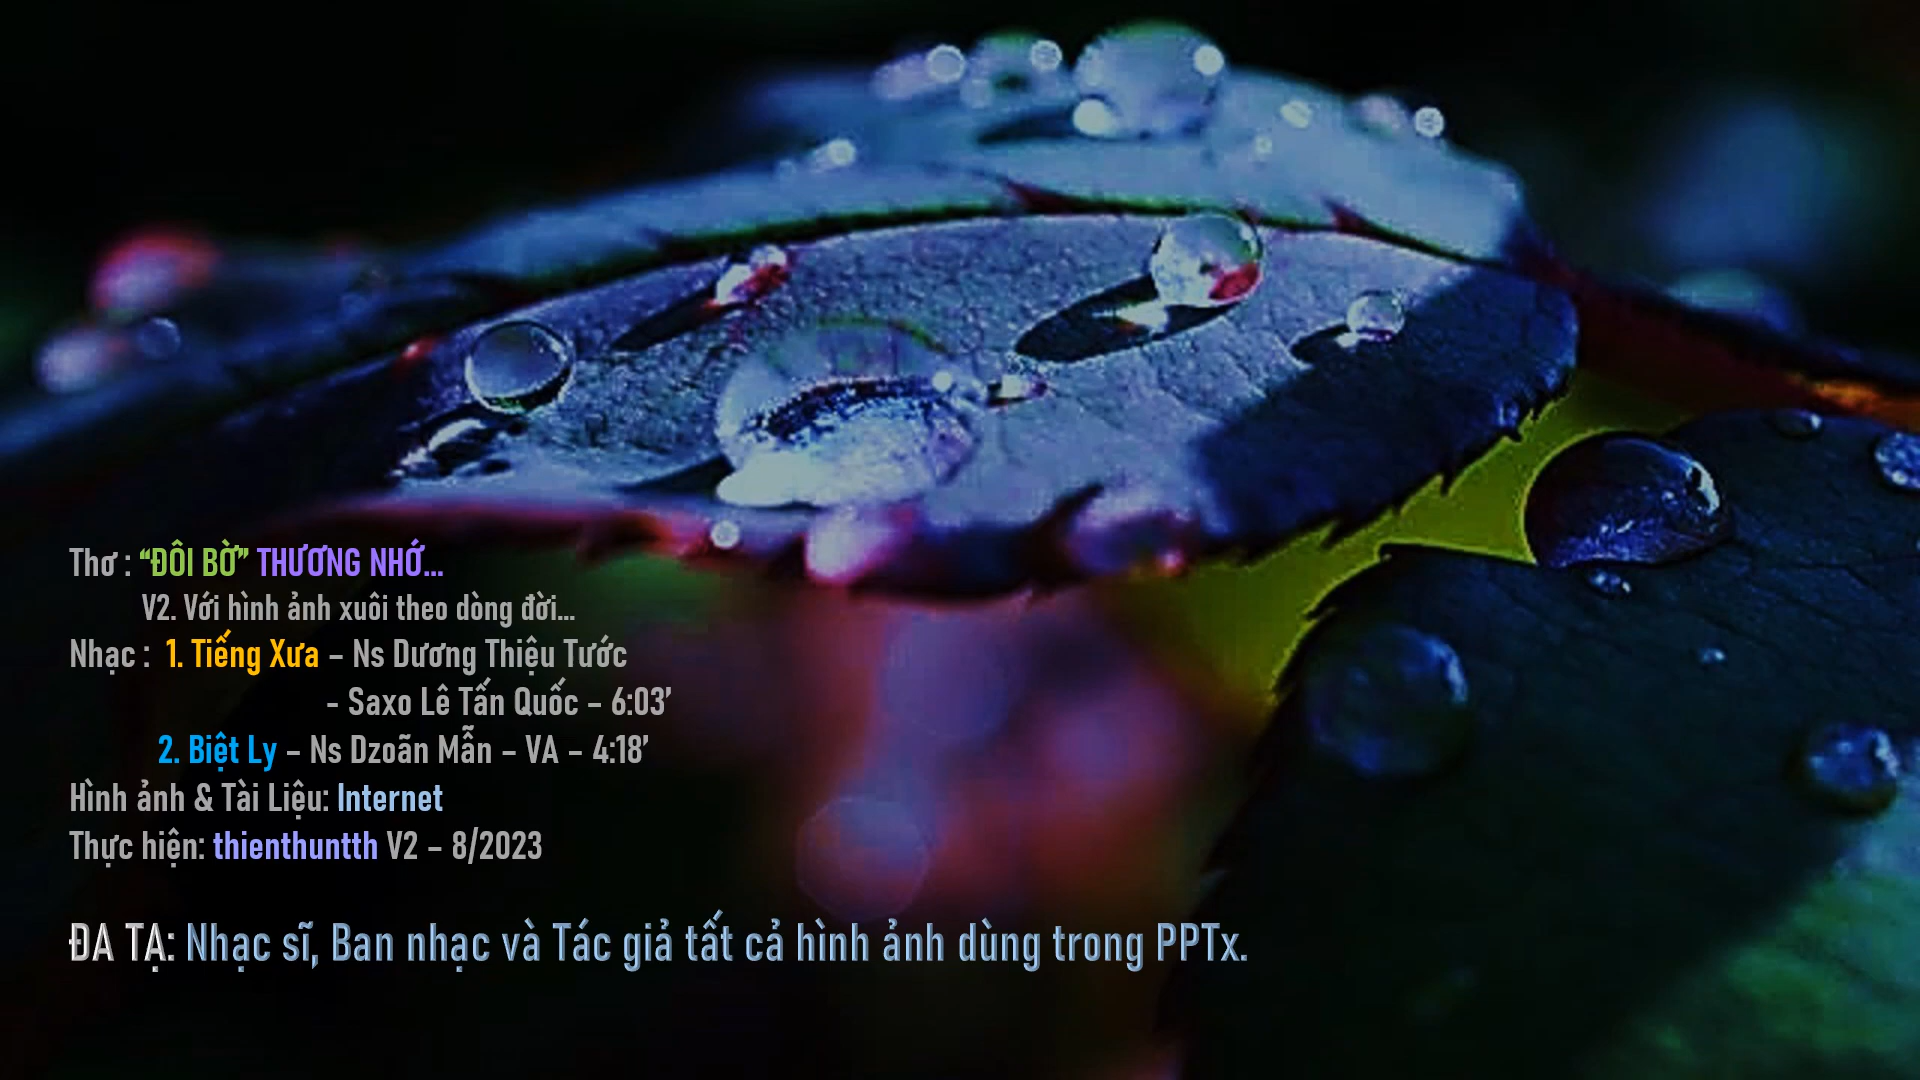 Thơ : “ĐÔI BỜ” THƯƠNG NHỚ...
V2. Với hình ảnh xuôi theo dòng đời...
Nhạc : 1. Tiếng Xưa – Ns Dương Thiệu Tước
- Saxo Lê Tấn Quốc – 6:03’
2. Biệt Ly – Ns Dzoãn Mẫn – VA – 4:18’
Hình ảnh & Tài Liệu: Internet
Thực hiện: thienthuntth V2 – 8/2023
ĐA TẠ: Nhạc sĩ, Ban nhạc và Tác giả tất cả hình ảnh dùng trong PPTx.